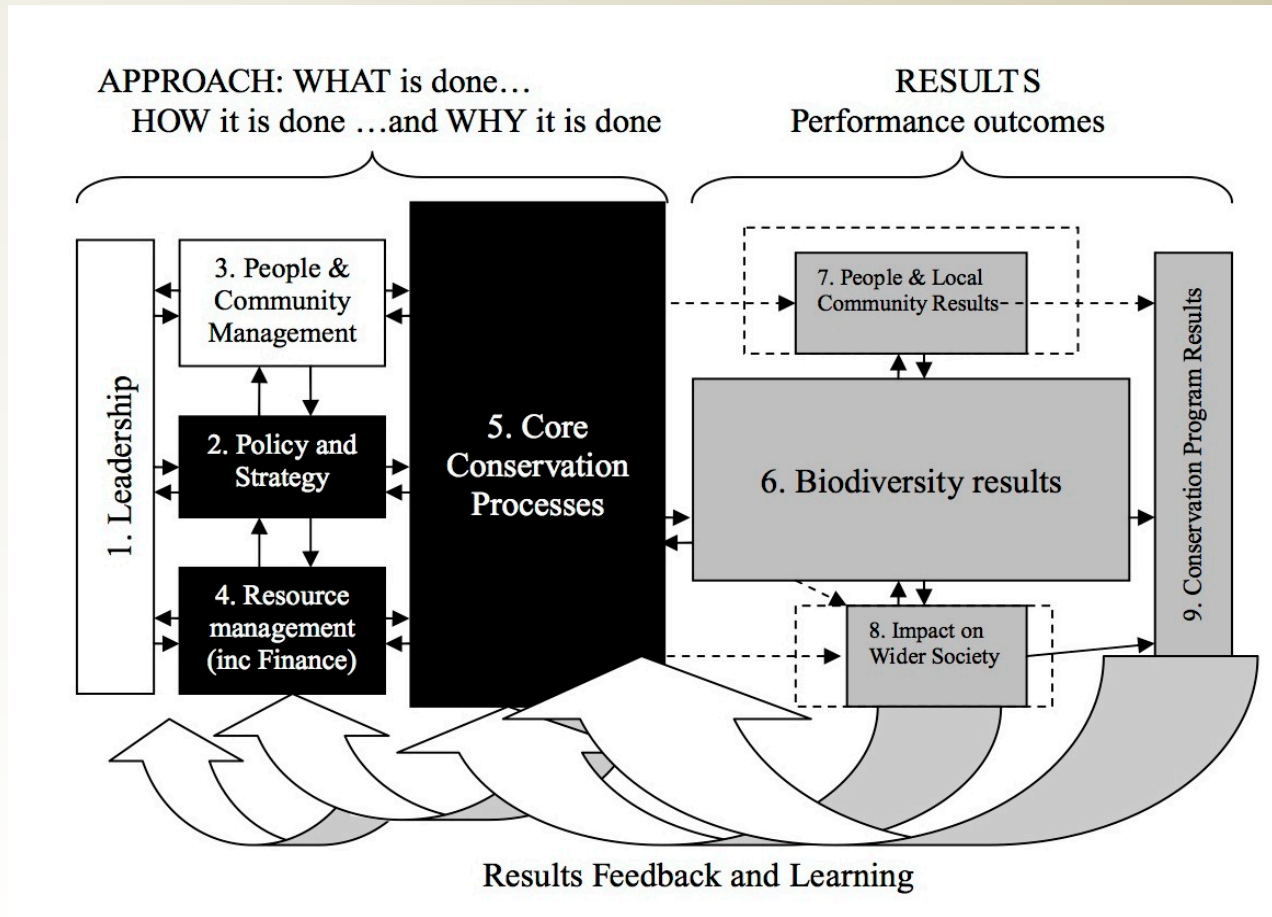 APPROACH: WHAT is done…
HOW it is done …and WHY it is done
RESULTS
Performance outcomes
1. Leadership
3. People &
Community
Management
2. Policy and
Strategy
4. Resource
management
(inc Finance)
5. Core
Conservation
Processes
7. People & Local
Community Results
6. Biodiversity results
8. Impact on
Wider Society
9. Conservation Program Results
Results Feedback and Learning